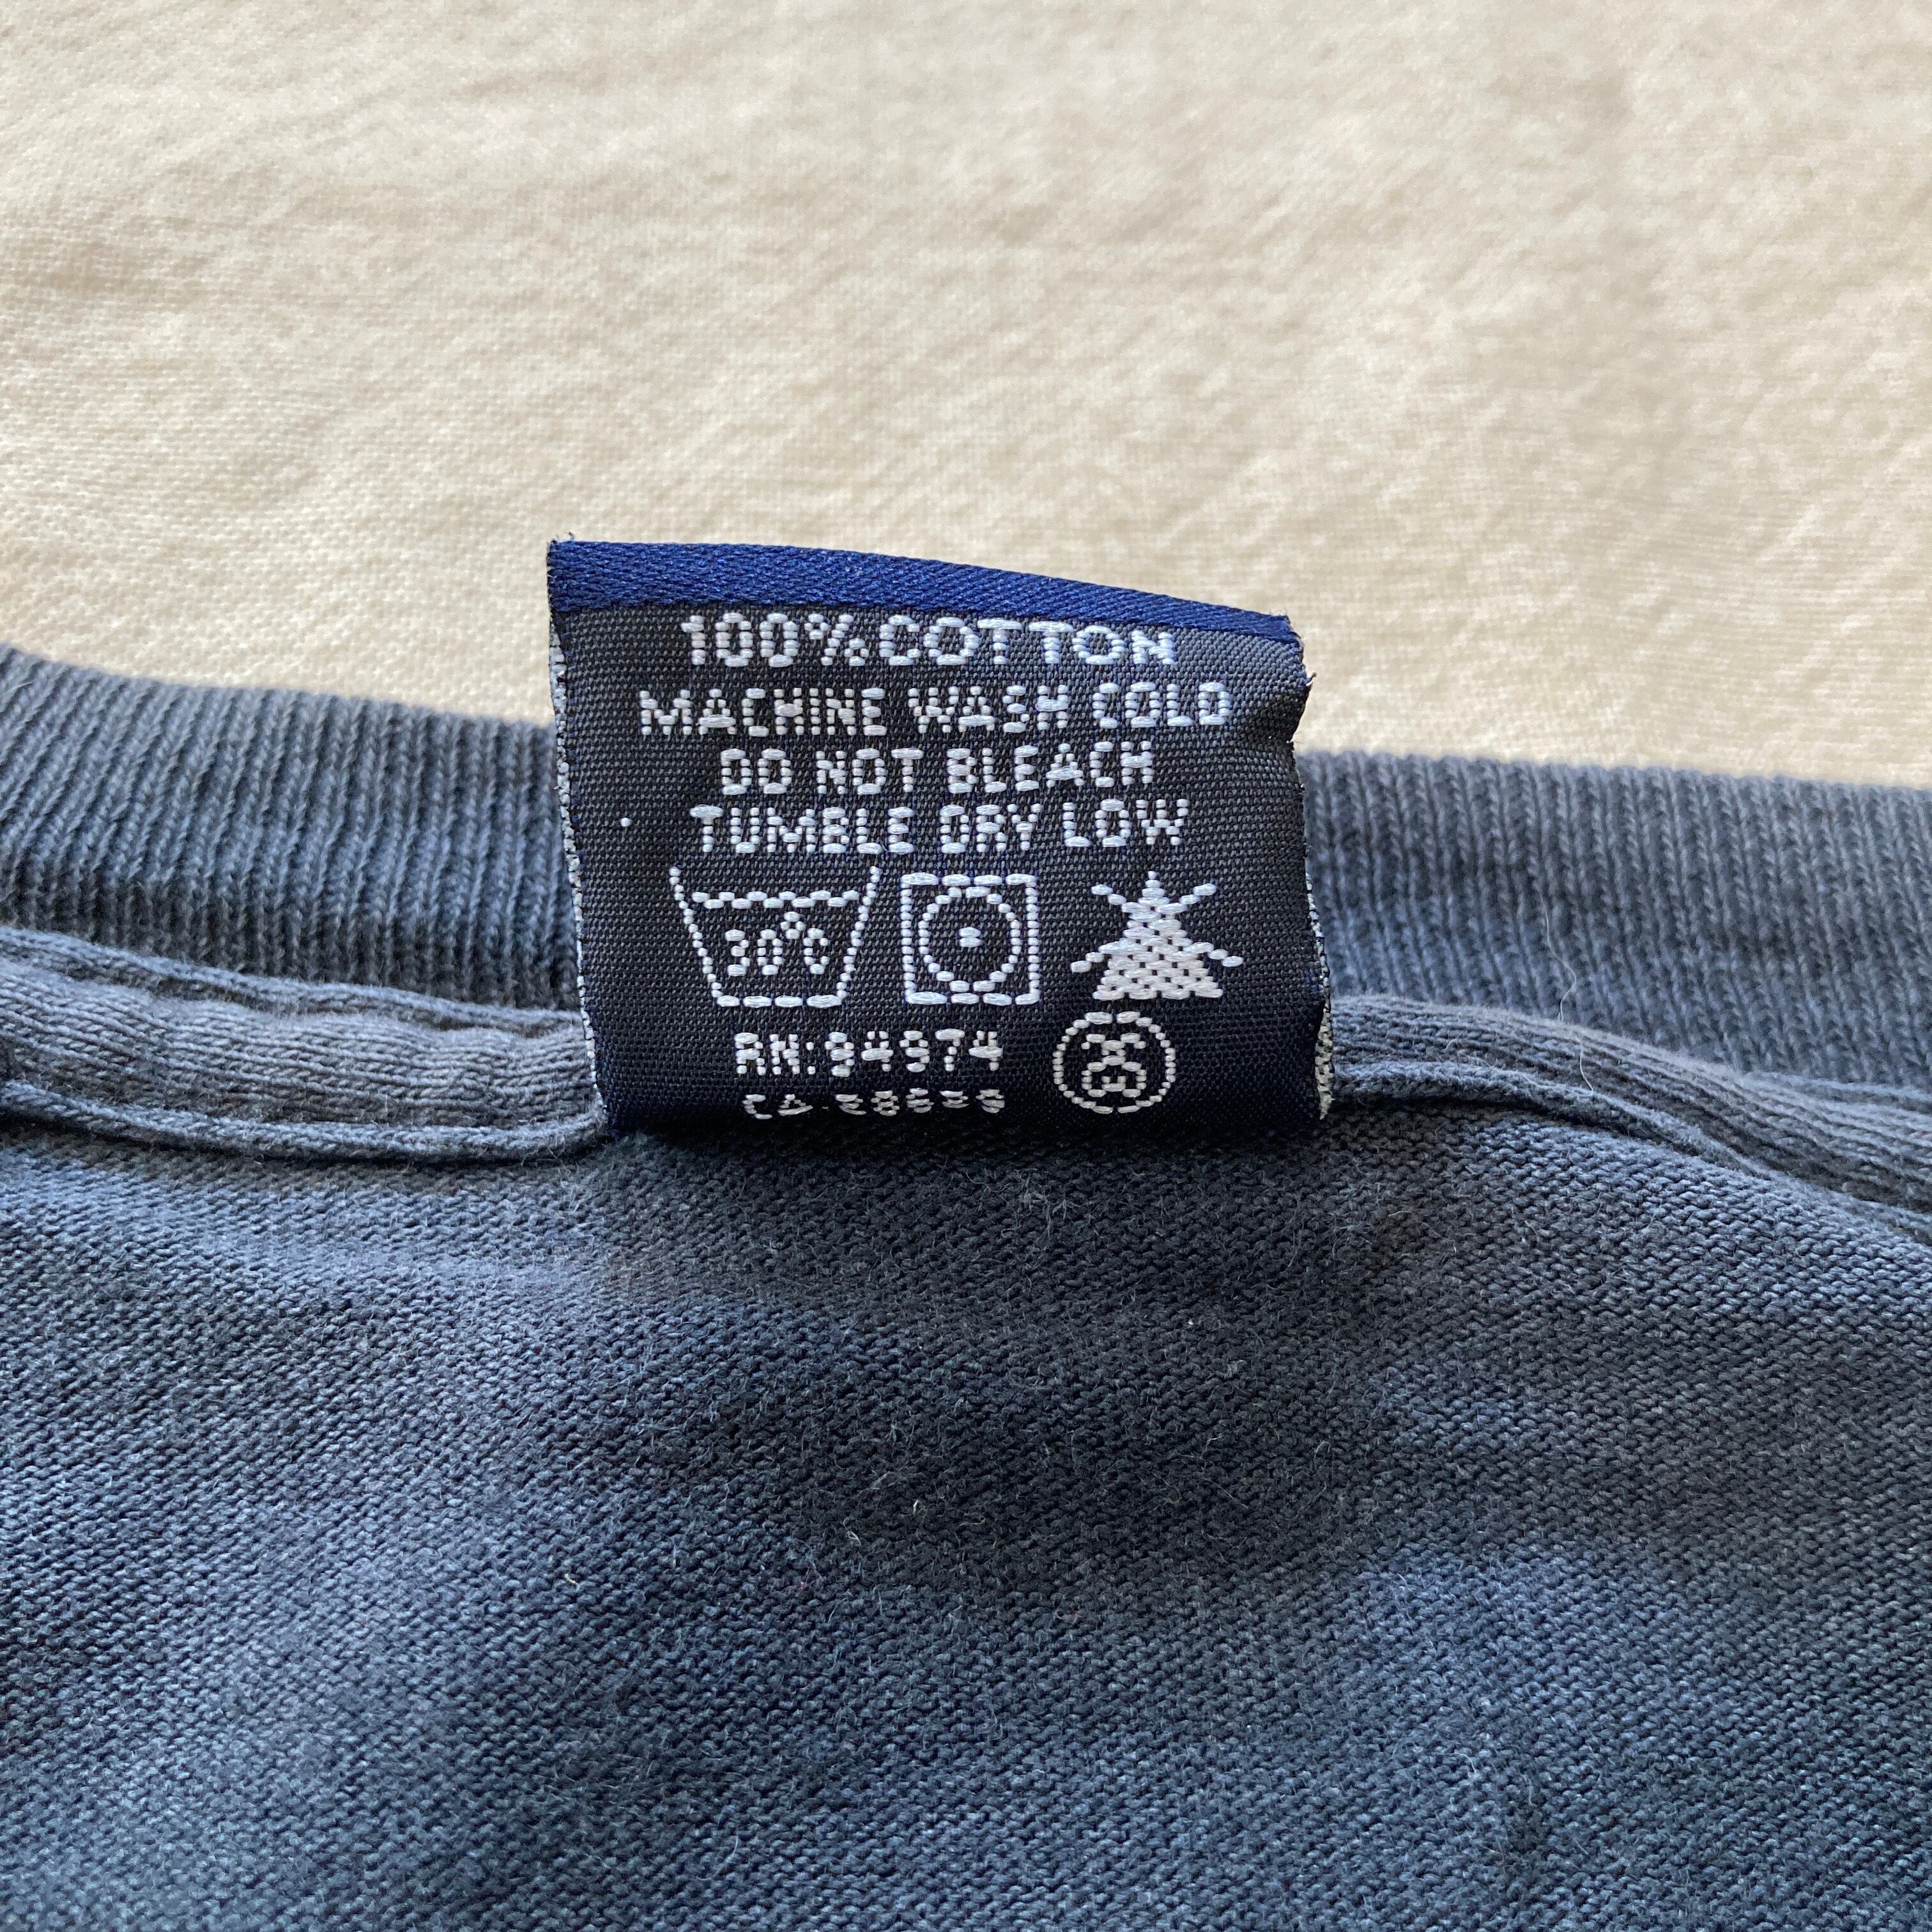 100% COTTON
MACHINE WASH COLD
DO NOT BLEACH
TUMBLE DRY LOW
30°C
RN:94974